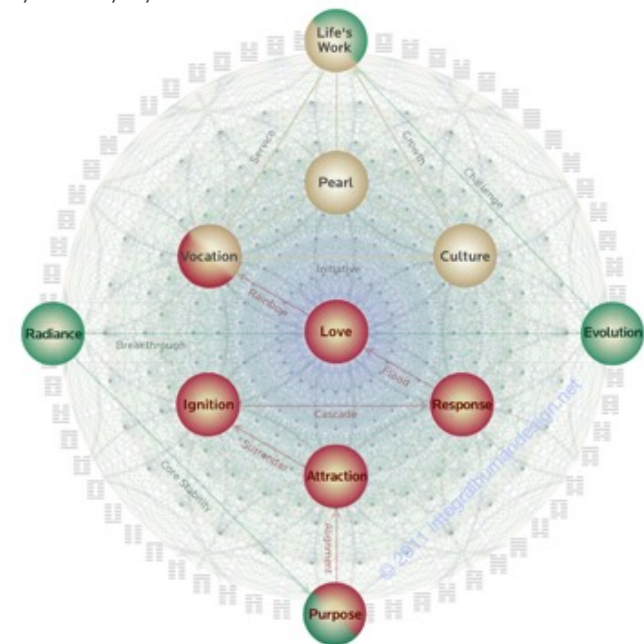 Life's
Work
Service
Growth
Challenge
Pearl
Vocation
Culture
Initiative
Rainbow
Love
Radiance
Breakthrough
Evolution
Flood
Ignition
Response
Cascade
Surrender
Attraction
Core Stability
Alignment
Purpose
© 2011 integralhumandesign.net